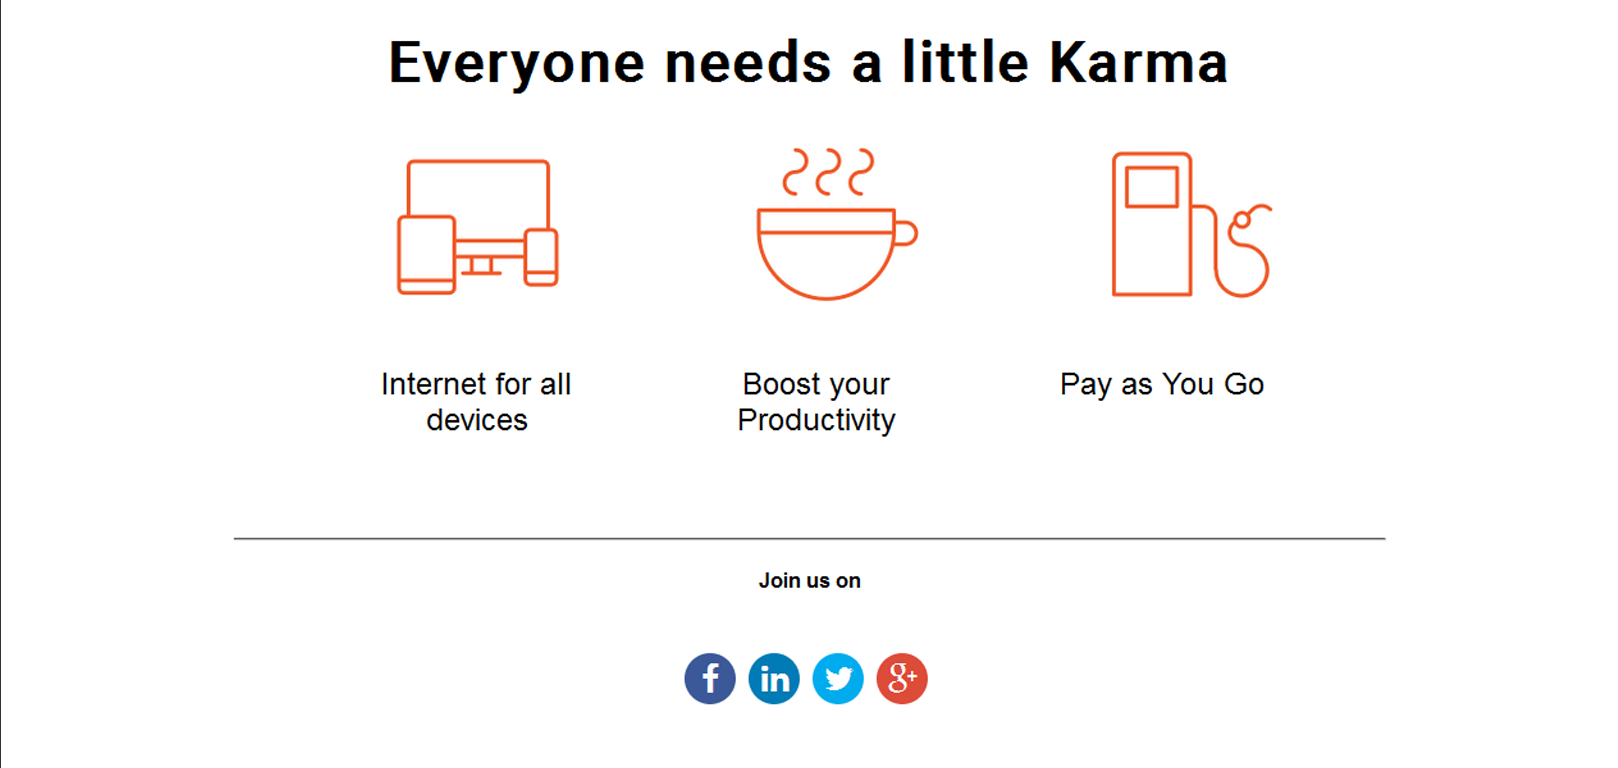 Everyone needs a little Karma
Internet for all
devices
Boost your
Productivity
Pay as You Go
Join us on
f
in
g+